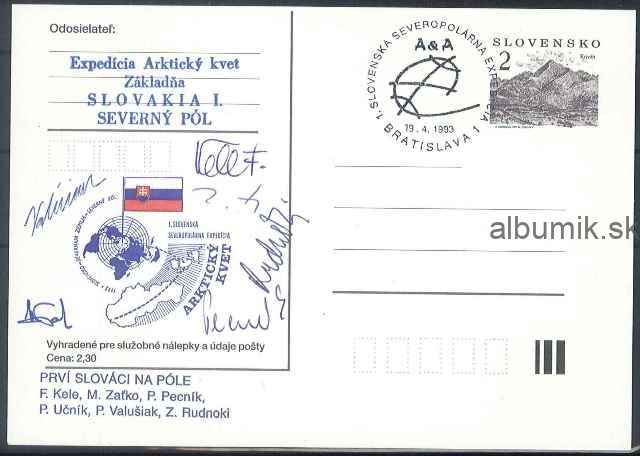 Odosielateľ:
Expedícia Arktický kvet
Základňa
SLOVAKIA I.
SEVERNÝ PÓL
1. SLOVENSKÁ SEVEROPOLÁRNA EXPEDÍCIA
A&A
19. 4. 1993
BRATISLAVA 1
SLOVENSKO
2
Kriváň
1. SLOVENSKÁ
SEVEROPOLÁRNA EXPEDÍCIA
ARKTICKÝ
KVET
1993
albumik.sk
Vyhradené pre služobné nálepky a údaje pošty
Cena: 2,30
PRVÍ SLOVÁCI NA PÓLE
F. Kele, M. Zaťko, P. Pecník,
P. Učník, P. Valušiak, Z. Rudnoki